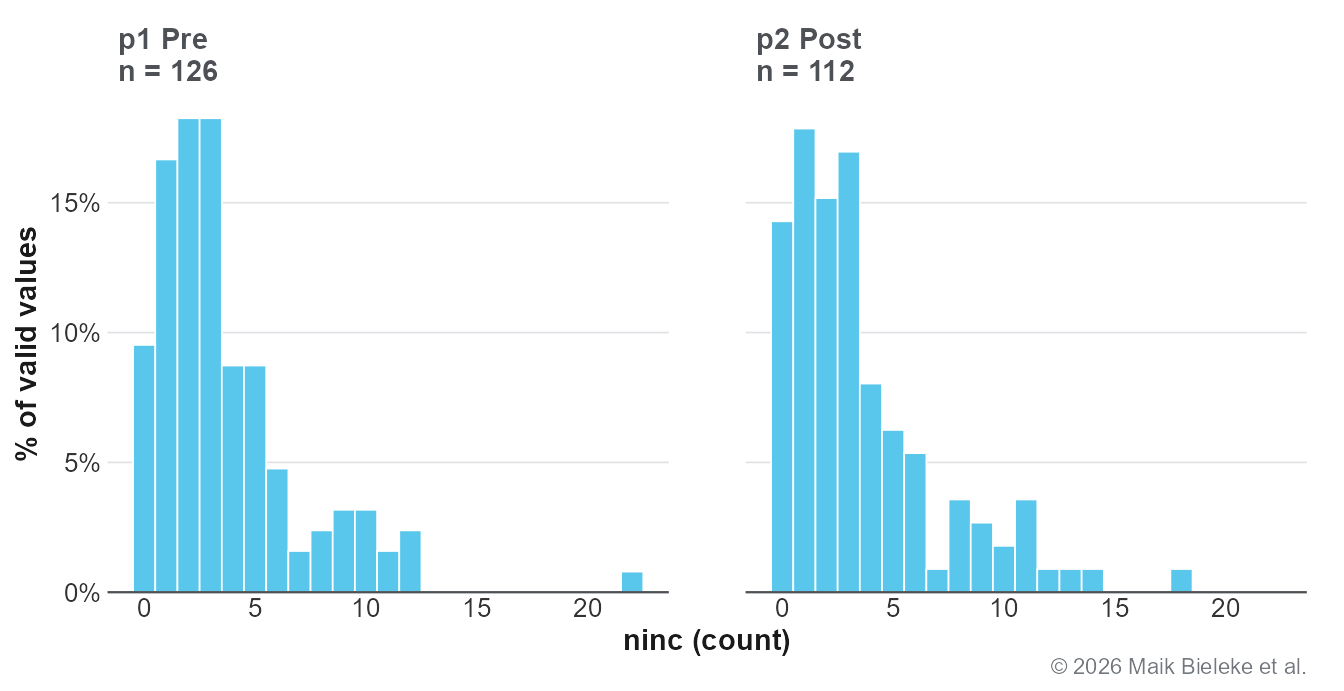 p1 Pre
n = 126
p2 Post
n = 112
% of valid values
15%
10%
5%
0%
0 5 10 15 20
0 5 10 15 20
ninc (count)
© 2026 Maik Bieleke et al.